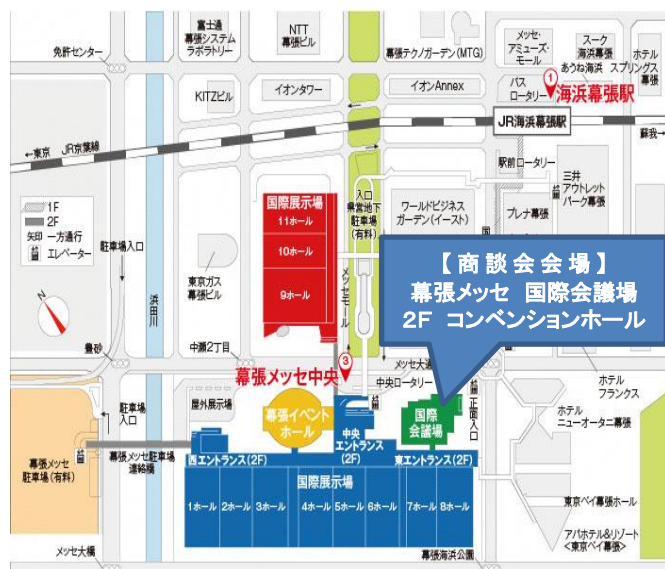 富士通
幕張システム
ラボラトリー
NTT
幕張ビル
メッセ・
アミューズ・
モール
スーク
海浜幕張
あうね海浜
ホテル
スプリングス
幕張
免許センター
幕張テクノガーデン(MTG)
KITZビル
イオンタワー
イオンAnnex
バス
ロータリー
1
海浜幕張駅
JR海浜幕張駅
←東京 JR京葉線
蘇我→
駅前ロータリー
1F
2F
矢印 一方通行
エレベーター
駐車場入口
国際展示場
11ホール
10ホール
9ホール
入口
県営地下
駐車場
(有料)
ワールドビジネス
ガーデン(イースト)
プレナ幕張
三井
アウトレット
パーク幕張
国
東京ガス
幕張ビル
メッセモール
【商談会会場】
幕張メッセ 国際会議場
2F コンベンションホール
N
浜田川
豊砂
中瀬2丁目
幕張メッセ中央
3
メッセ大通
中央ロータリー
ホテル
フランクス
駐車場
入口
屋外展示場
幕張イベント
ホール
中央
エントランス
(2F)
国際
会議場
正面入口
ホテル
ニューオータニ幕張
幕張メッセ
駐車場(有料)
幕張メッセ駐車場
連絡橋
西エントランス(2F)
東エントランス(2F)
国際展示場
1ホール 2ホール 3ホール 4ホール 5ホール 6ホール 7ホール 8ホール
東京ベイ幕張ホール
アパホテル&リゾート
<東京ベイ幕張>
メッセ大橋
幕張海浜公園